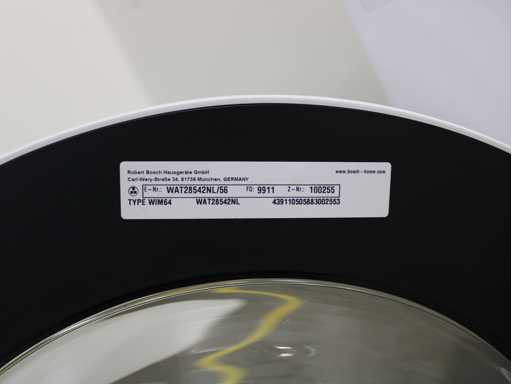 Robert Bosch Hausgeräte GmbH
Carl-Wery-Straße 34, 81739 München, GERMANY
www.bosch-home.com
E-Nr.: WAT28542NL/56 FD: 9911 Z-Nr.: 100255
TYPE WIM64 WAT28542NL 439110505883002553